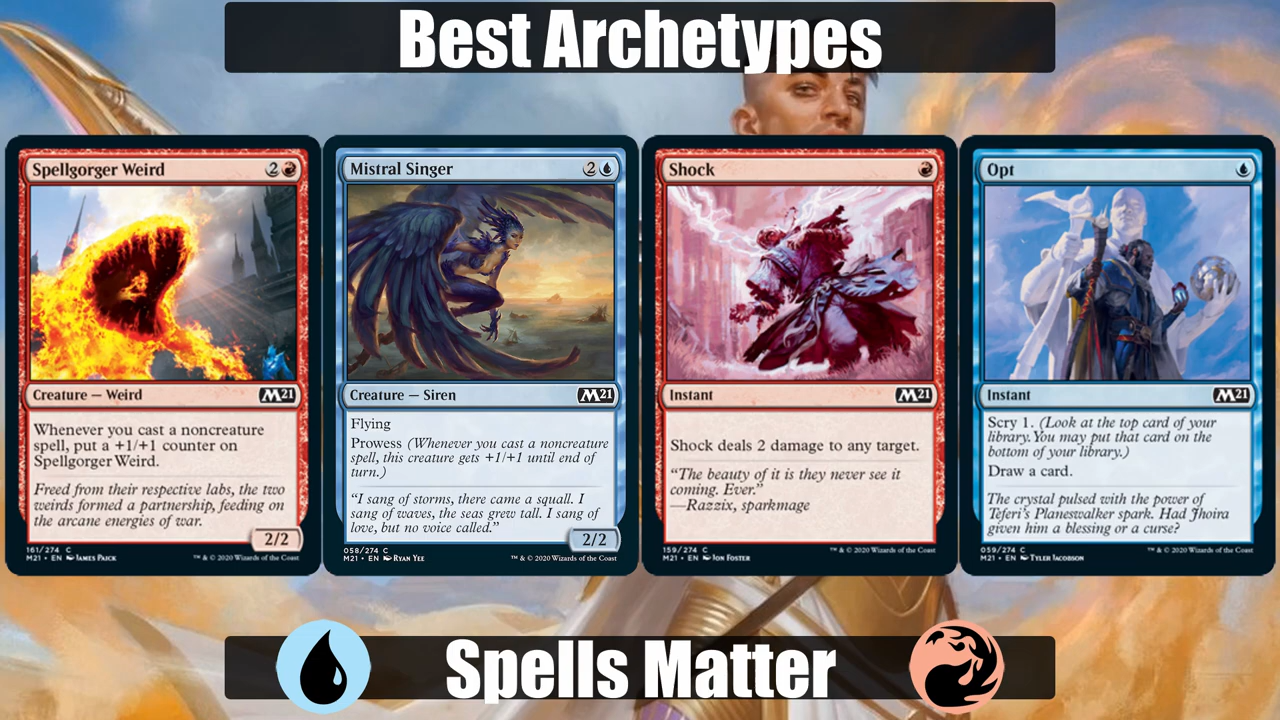 Best Archetypes
Spellgorger Weird 2
Creature — Weird M21
Whenever you cast a noncreature
spell, put a +1/+1 counter on
Spellgorger Weird.
Freed from their respective labs, the two
weirds formed a partnership, feeding on
the arcane energies of war.
2/2
161/274 C
M21 • EN James Paick
™ & © 2020 Wizards of the Coast
Mistral Singer 2
Creature — Siren M21
Flying
Prowess (Whenever you cast a noncreature
spell, this creature gets +1/+1 until end of
turn.)
“I sang of storms, there came a squall. I
sang of waves, the seas grew tall. I sang of
love, but no voice called.”
2/2
058/274 C
M21 • EN Ryan Yee
™ & © 2020 Wizards of the Coast
Shock
Instant M21
Shock deals 2 damage to any target.
“The beauty of it is they never see it
coming. Ever.”
—Razzix, sparkmage
159/274 C
M21 • EN Jon Foster
™ & © 2020 Wizards of the Coast
Opt
Instant M21
Scry 1. (Look at the top card of your
library. You may put that card on the
bottom of your library.)
Draw a card.
The crystal pulsed with the power of
Teferi's Planeswalker spark. Had Jhoira
given him a blessing or a curse?
059/274 C
M21 • EN Tyler Jacobson
™ & © 2020 Wizards of the Coast
Spells Matter